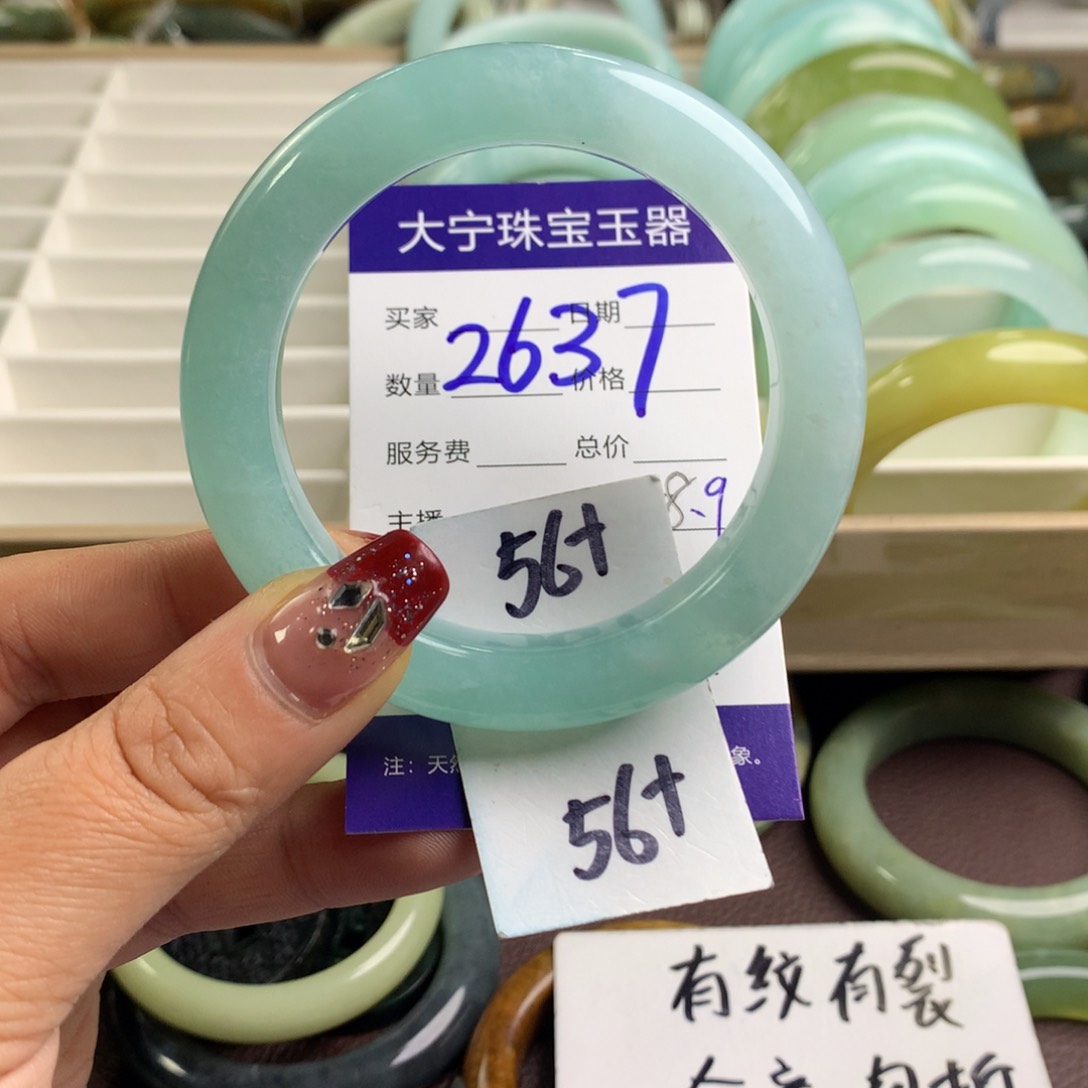 大宁珠宝玉器
买家 日期
2637
数量 价格
服务费 总价
主播 8.9
56+
56+
注：天然 象。
有纹有裂